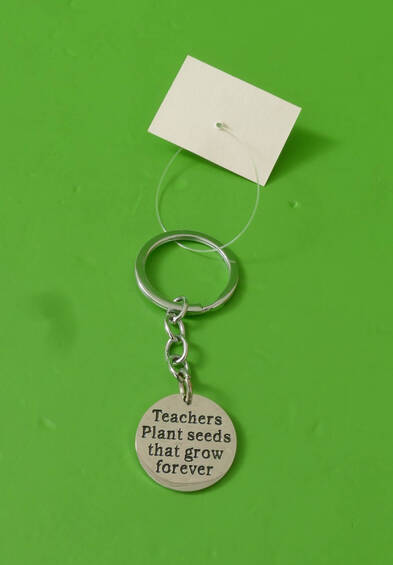 Teachers
Plant seeds
that grow
forever